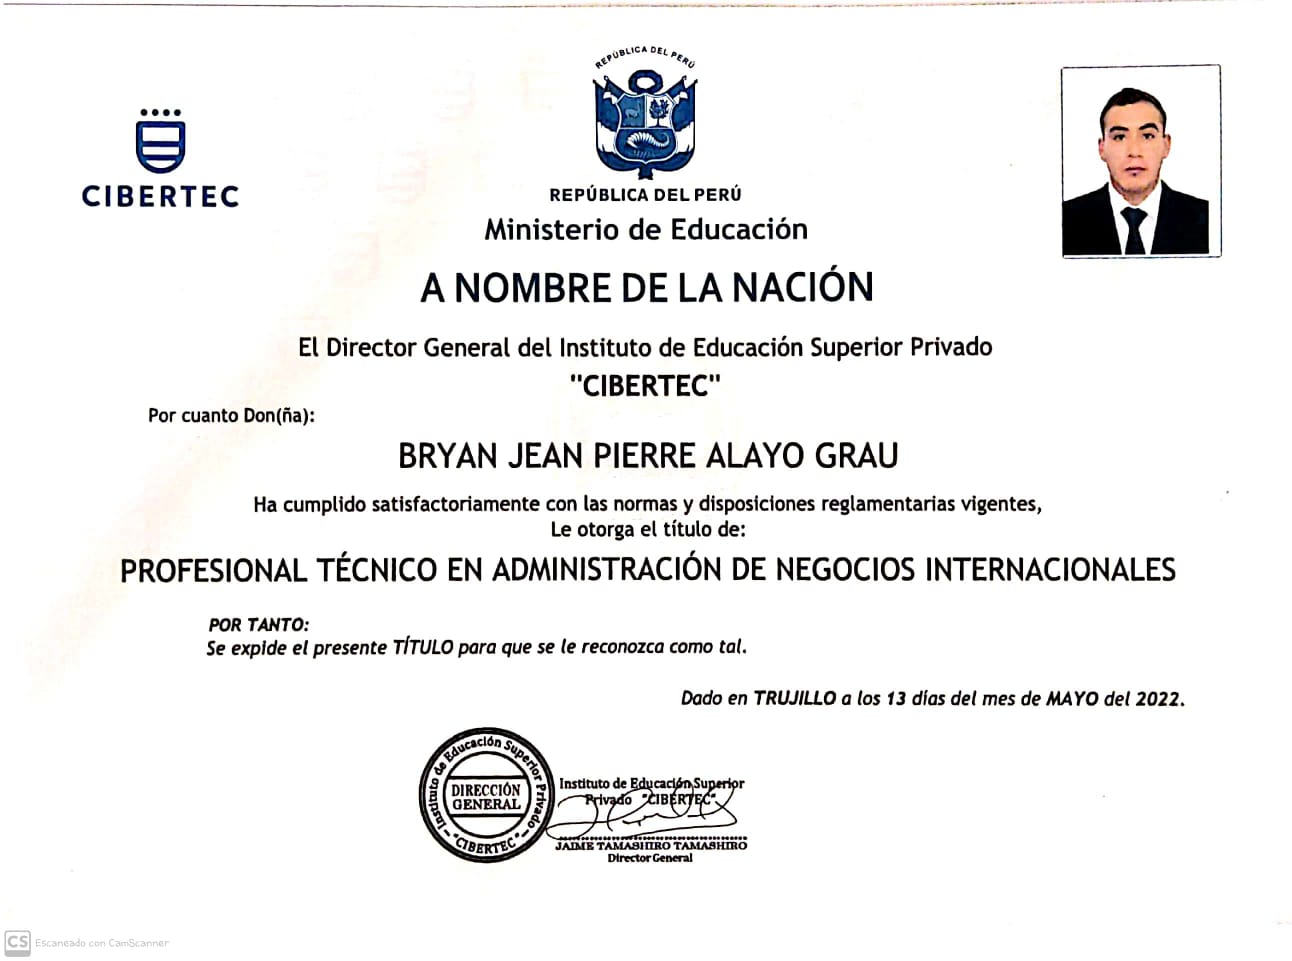 REPÚBLICA DEL PERÚ
CIBERTEC
REPÚBLICA DEL PERÚ
Ministerio de Educación
A NOMBRE DE LA NACIÓN
El Director General del Instituto de Educación Superior Privado
"CIBERTEC"
Por cuanto Don(ña):
BRYAN JEAN PIERRE ALAYO GRAU
Ha cumplido satisfactoriamente con las normas y disposiciones reglamentarias vigentes,
Le otorga el título de:
PROFESIONAL TÉCNICO EN ADMINISTRACIÓN DE NEGOCIOS INTERNACIONALES
POR TANTO:
Se expide el presente TÍTULO para que se le reconozca como tal.
Dado en TRUJILLO a los 13 días del mes de MAYO del 2022.
Instituto de Educación Superior Privado
DIRECCIÓN
GENERAL
"CIBERTEC"
Instituto de Educación Superior
Privado "CIBERTEC"
JAIME TAMASHIRO TAMASHIRO
Director General
CS Escaneado con CamScanner